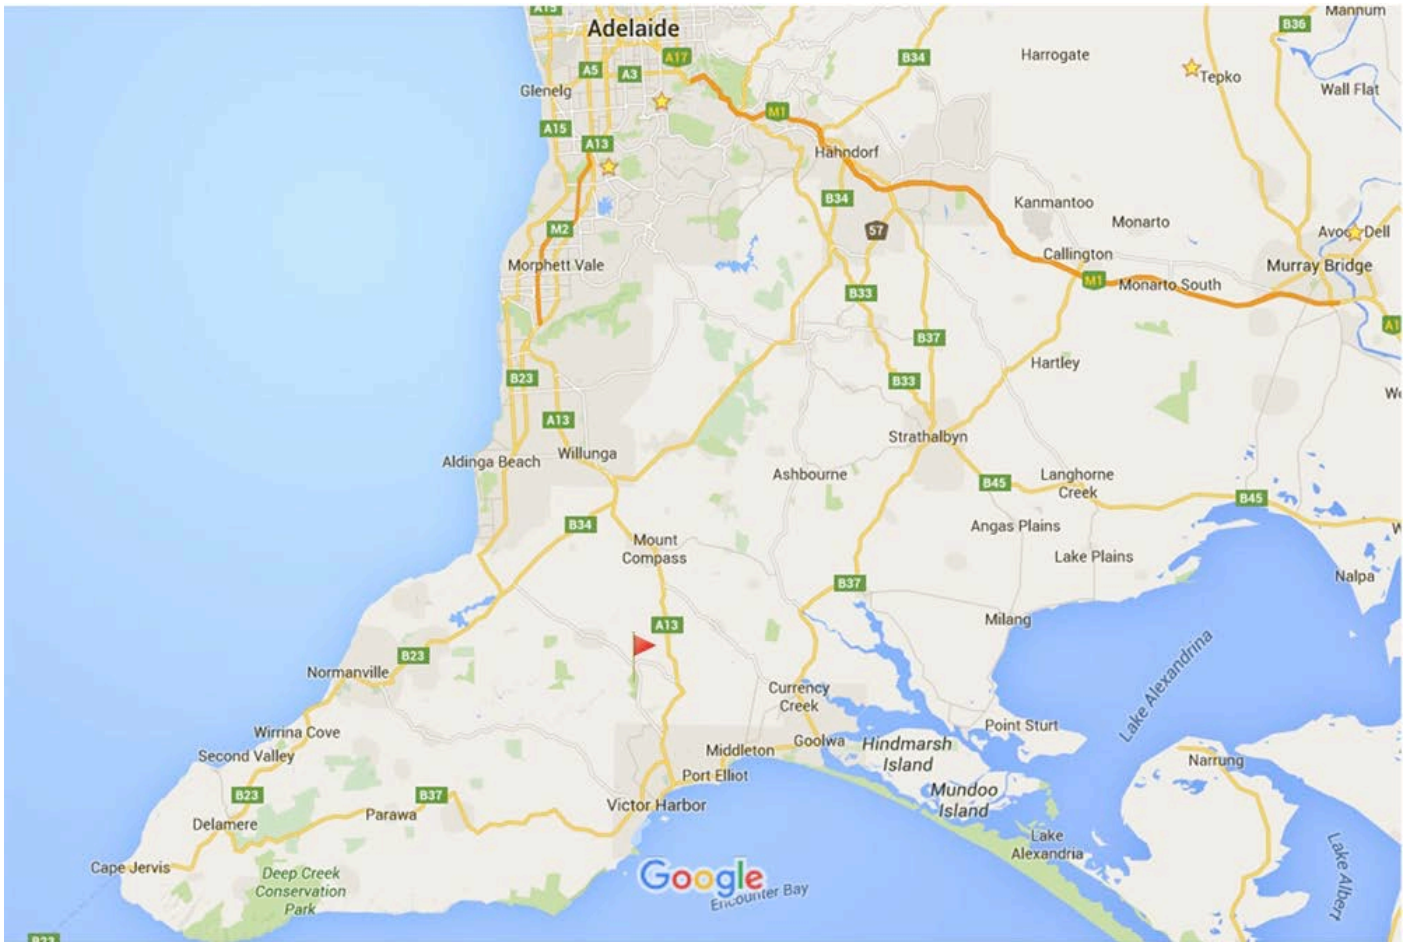 A15
Mannum
B36
Adelaide
A17
B34
Harrogate
A5
A3
Tepko
Glenelg
Wall Flat
M1
A15
A13
Hahndorf
B34
Kanmantoo
Monarto
M2
57
Avoca Dell
Callington
Morphett Vale
Murray Bridge
M1
Monarto South
B33
B37
Hartley
B23
B33
A13
Strathalbyn
Willunga
Aldinga Beach
Ashbourne
Langhorne
Creek
B45
B45
B34
Angas Plains
Mount
Compass
Lake Plains
Nalpa
B37
Milang
A13
Lake Alexandrina
B23
Normanville
Currency
Creek
Point Sturt
Wirrina Cove
Goolwa
Hindmarsh
Island
Second Valley
Middleton
Narrung
Port Elliot
B23
B37
Mundoo
Island
Victor Harbor
Parawa
Delamere
Lake
Alexandria
Cape Jervis
Deep Creek
Conservation
Park
Google
Encounter Bay
Lake Albert
B23